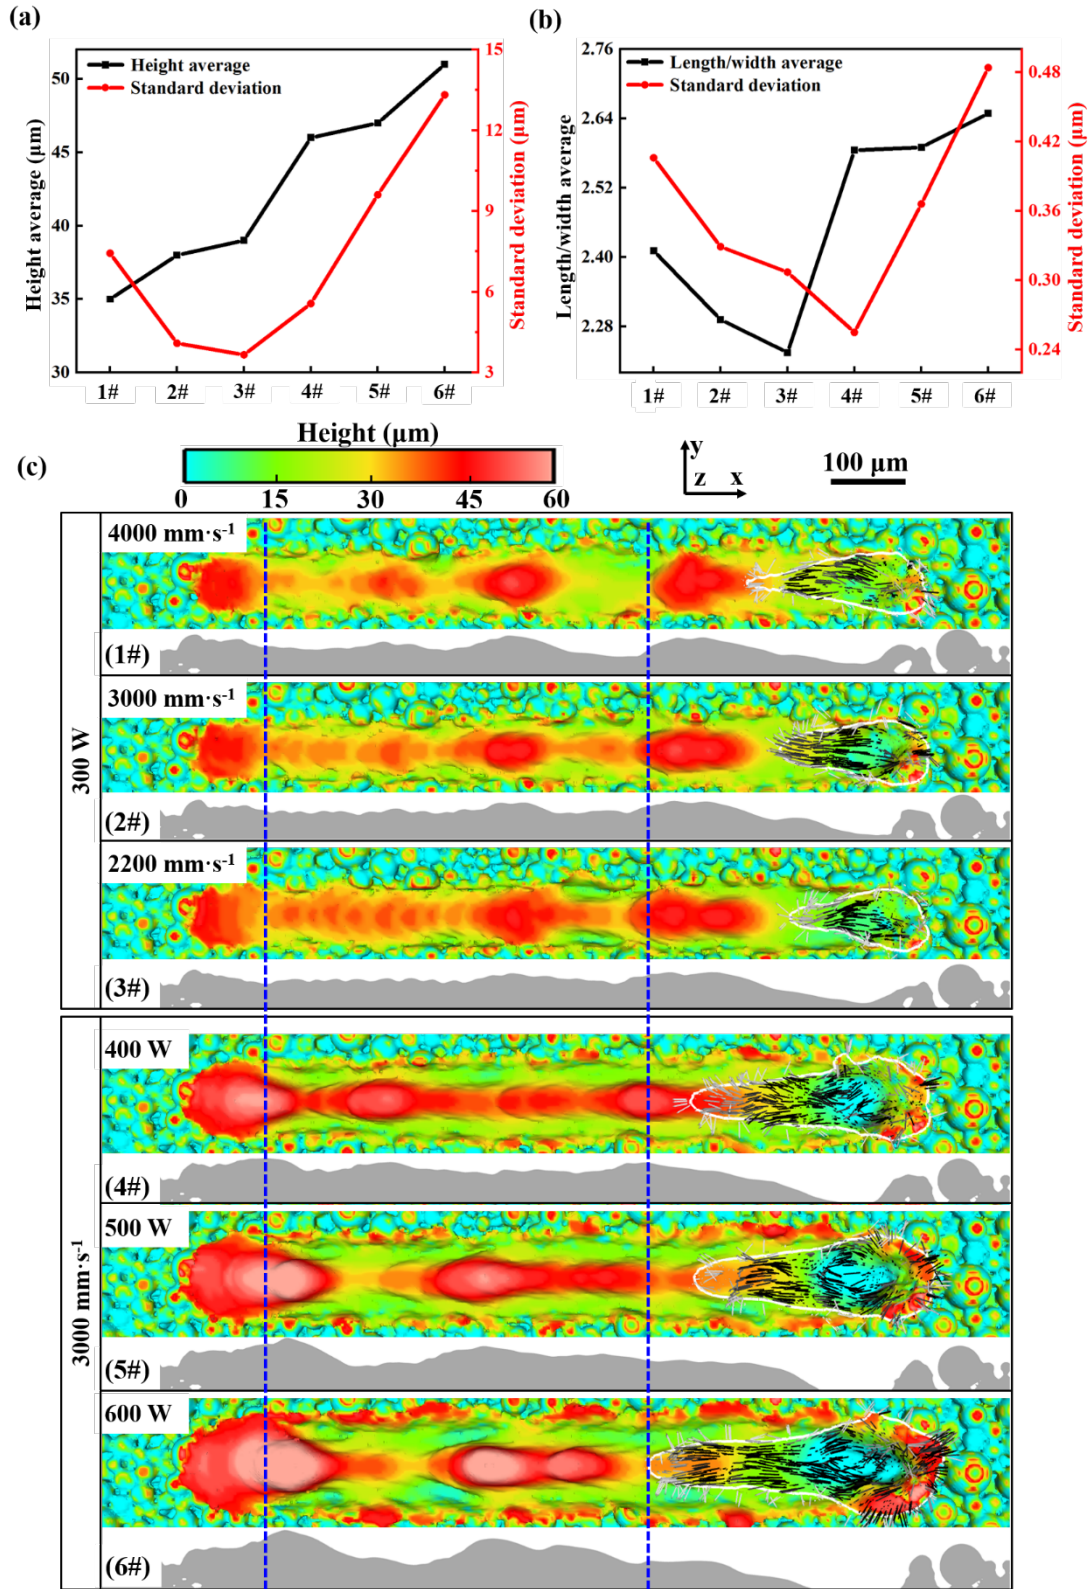 (a)
Height average
Standard deviation
Height average (μm)
50
45
40
35
30
15
12
9
6
3
Standard deviation (μm)
1# 2# 3# 4# 5# 6#
(b)
Length/width average
Standard deviation
Length/width average
2.76
2.64
2.52
2.40
2.28
0.48
0.42
0.36
0.30
0.24
Standard deviation (μm)
1# 2# 3# 4# 5# 6#
(c)
Height (μm)
0 15 30 45 60
y
z x
100 μm
300 W
4000 mm·s⁻¹
(1#)
3000 mm·s⁻¹
(2#)
2200 mm·s⁻¹
(3#)
3000 mm·s⁻¹
400 W
(4#)
500 W
(5#)
600 W
(6#)